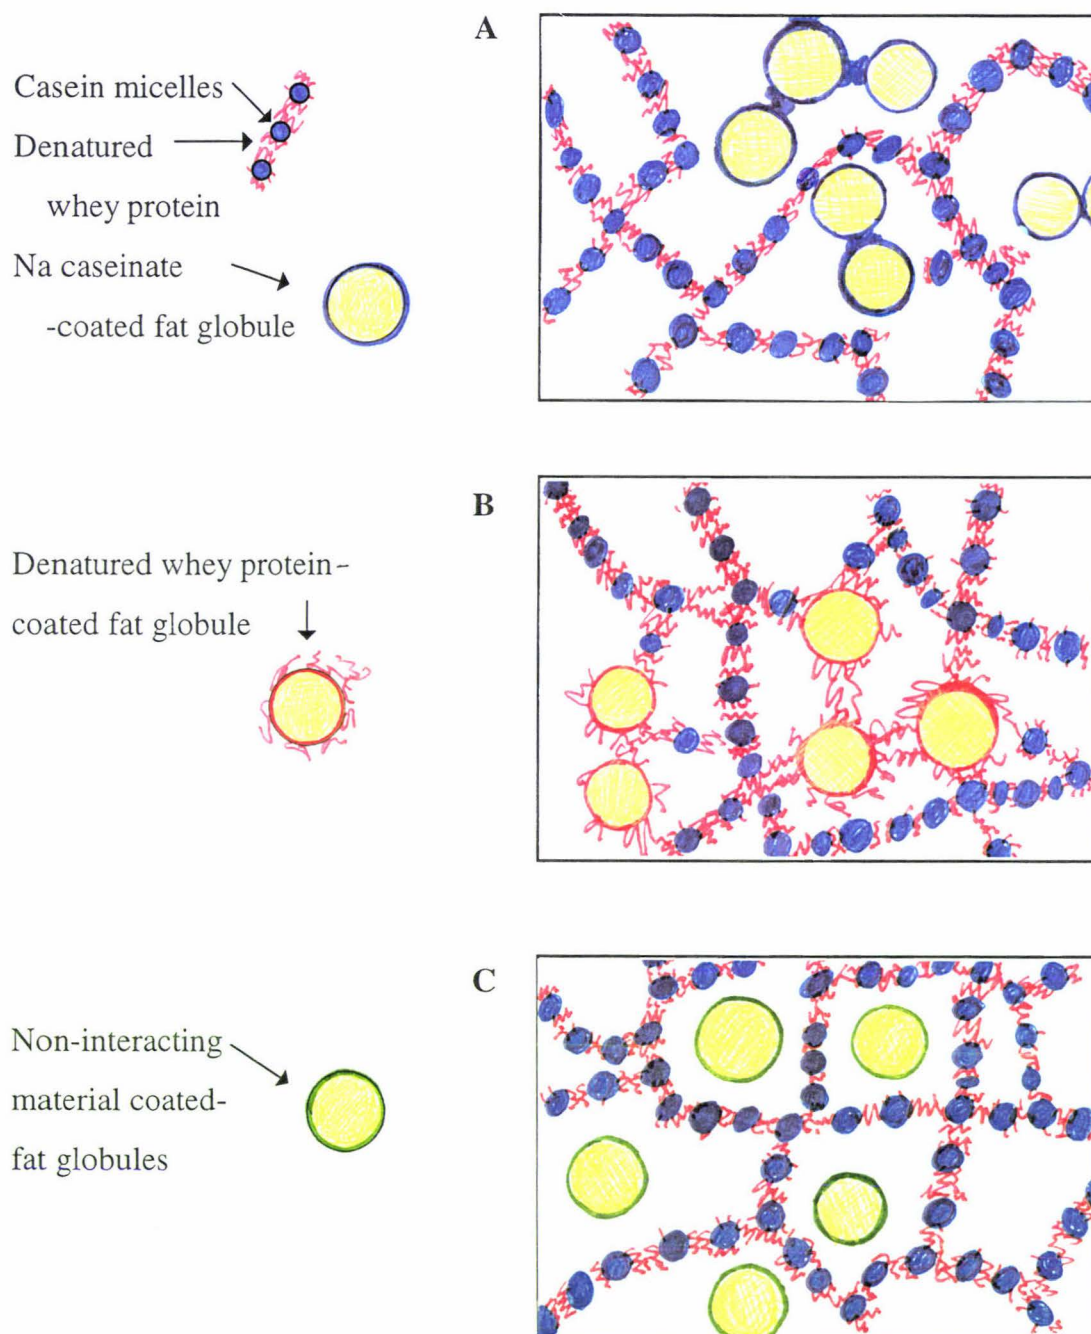 A
Casein micelles
Denatured
whey protein
Na caseinate
-coated fat globule
B
Denatured whey protein-
coated fat globule
C
Non-interacting
material coated-
fat globules